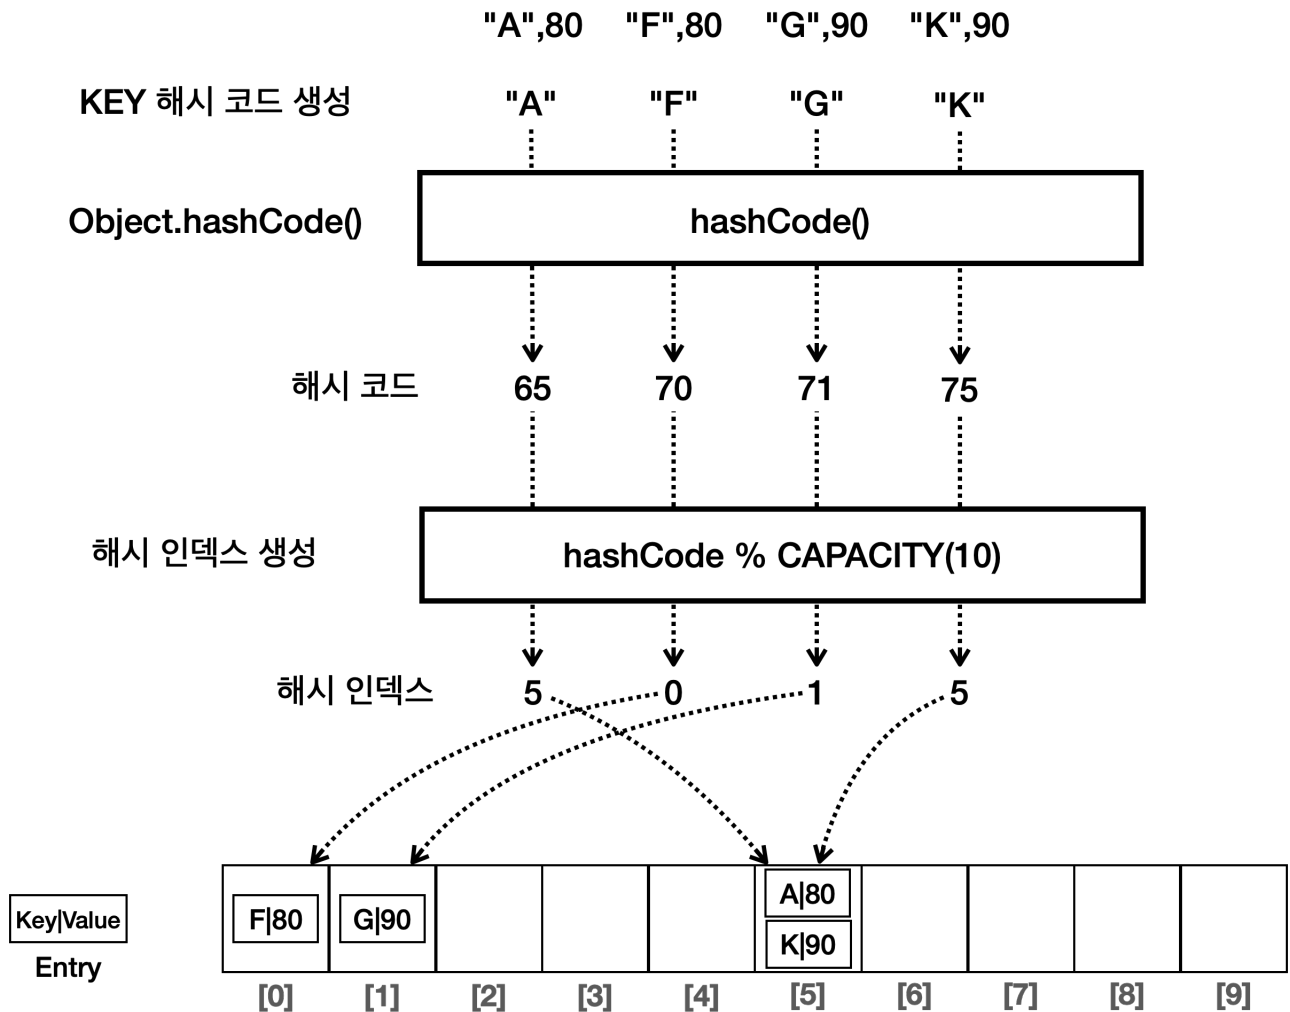 "A",80 "F",80 "G",90 "K",90
KEY 해시 코드 생성 "A" "F" "G" "K"
Object.hashCode() hashCode()
해시 코드 65 70 71 75
해시 인덱스 생성 hashCode % CAPACITY(10)
해시 인덱스 5 0 1 5
A|80
Key|Value F|80 G|90
K|90
Entry
[0] [1] [2] [3] [4] [5] [6] [7] [8] [9]